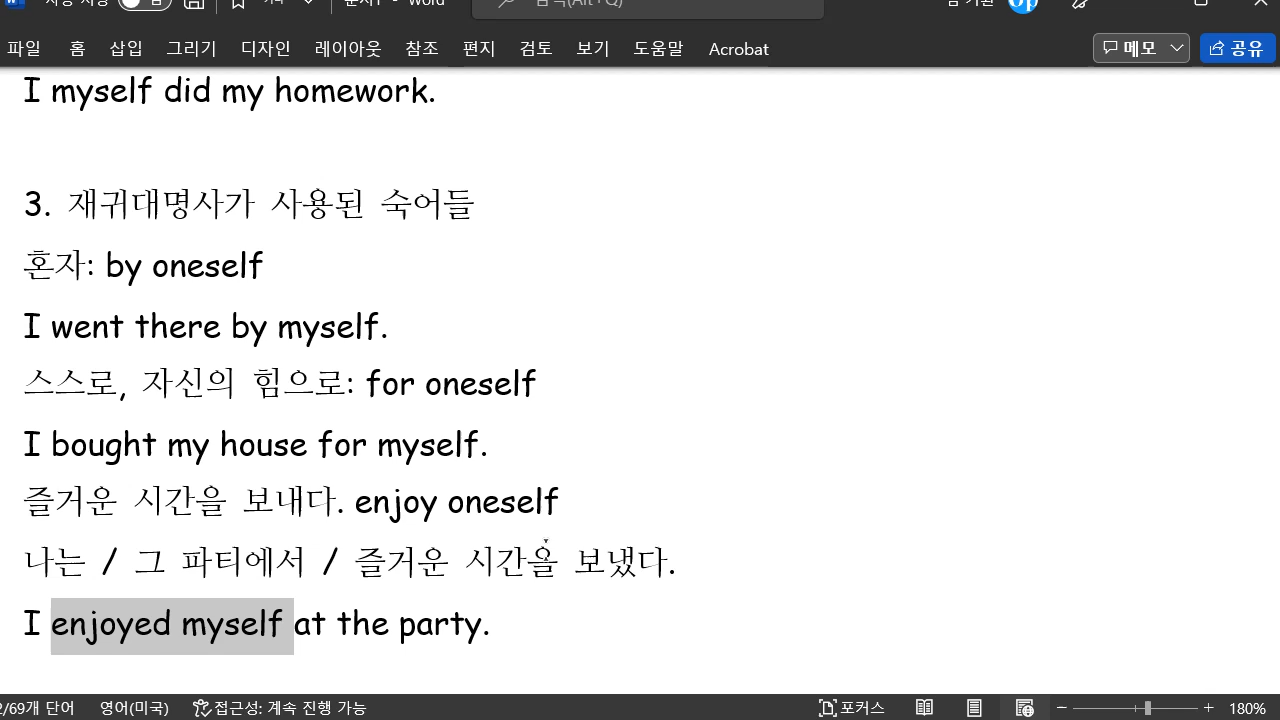 Word
검색(Alt+Q)
파일 홈 삽입 그리기 디자인 레이아웃 참조 편지 검토 보기 도움말 Acrobat 메모 공유
I myself did my homework.
3. 재귀대명사가 사용된 숙어들
혼자: by oneself
I went there by myself.
스스로, 자신의 힘으로: for oneself
I bought my house for myself.
즐거운 시간을 보내다. enjoy oneself
나는 / 그 파티에서 / 즐거운 시간을 보냈다.
I enjoyed myself at the party.
2/69개 단어 영어(미국) 접근성: 계속 진행 가능 포커스 180%